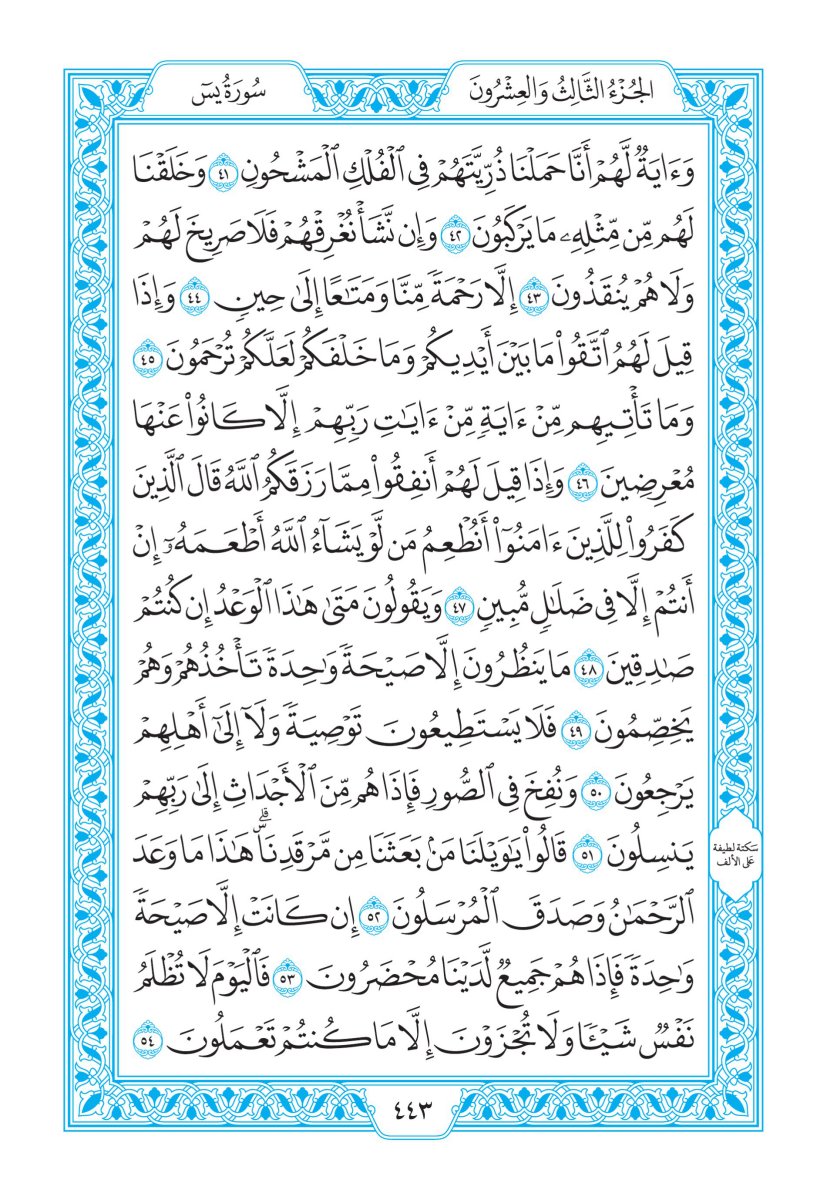 الجُزْءُ الثَّالِثُ وَالعِشْرُونَ
سُورَةُ يسٓ
وَءَايَةٌ لَّهُمْ أَنَّا حَمَلْنَا ذُرِّيَّتَهُمْ فِي ٱلْفُلْكِ ٱلْمَشْحُونِ ٤١ وَخَلَقْنَا
لَهُم مِّن مِّثْلِهِۦ مَا يَرْكَبُونَ ٤٢ وَإِن نَّشَأْ نُغْرِقْهُمْ فَلَا صَرِيخَ لَهُمْ
وَلَا هُمْ يُنقَذُونَ ٤٣ إِلَّا رَحْمَةً مِّنَّا وَمَتَٰعًا إِلَىٰ حِينٍ ٤٤ وَإِذَا
قِيلَ لَهُمُ ٱتَّقُوا۟ مَا بَيْنَ أَيْدِيكُمْ وَمَا خَلْفَكُمْ لَعَلَّكُمْ تُرْحَمُونَ ٤٥
وَمَا تَأْتِيهِم مِّنْ ءَايَةٍ مِّنْ ءَايَٰتِ رَبِّهِمْ إِلَّا كَانُوا۟ عَنْهَا
مُعْرِضِينَ ٤٦ وَإِذَا قِيلَ لَهُمْ أَنفِقُوا۟ مِمَّا رَزَقَكُمُ ٱللَّهُ قَالَ ٱلَّذِينَ
كَفَرُوا۟ لِلَّذِينَ ءَامَنُوٓا۟ أَنُطْعِمُ مَن لَّوْ يَشَآءُ ٱللَّهُ أَطْعَمَهُۥٓ إِنْ
أَنتُمْ إِلَّا فِي ضَلَٰلٍ مُّبِينٍ ٤٧ وَيَقُولُونَ مَتَىٰ هَٰذَا ٱلْوَعْدُ إِن كُنتُمْ
صَٰدِقِينَ ٤٨ مَا يَنظُرُونَ إِلَّا صَيْحَةً وَٰحِدَةً تَأْخُذُهُمْ وَهُمْ
يَخِصِّمُونَ ٤٩ فَلَا يَسْتَطِيعُونَ تَوْصِيَةً وَلَآ إِلَىٰٓ أَهْلِهِمْ
يَرْجِعُونَ ٥٠ وَنُفِخَ فِي ٱلصُّورِ فَإِذَا هُم مِّنَ ٱلْأَجْدَاثِ إِلَىٰ رَبِّهِمْ
يَنسِلُونَ ٥١ قَالُوا۟ يَٰوَيْلَنَا مَنۢ بَعَثَنَا مِن مَّرْقَدِنَاۜۗ هَٰذَا مَا وَعَدَ
ٱلرَّحْمَٰنُ وَصَدَقَ ٱلْمُرْسَلُونَ ٥٢ إِن كَانَتْ إِلَّا صَيْحَةً
وَٰحِدَةً فَإِذَا هُمْ جَمِيعٌ لَّدَيْنَا مُحْضَرُونَ ٥٣ فَٱلْيَوْمَ لَا تُظْلَمُ
نَفْسٌ شَيْـًٔا وَلَا تُجْزَوْنَ إِلَّا مَا كُنتُمْ تَعْمَلُونَ ٥٤
سَكتة لطيفة
عَلى الألف
٤٤٣